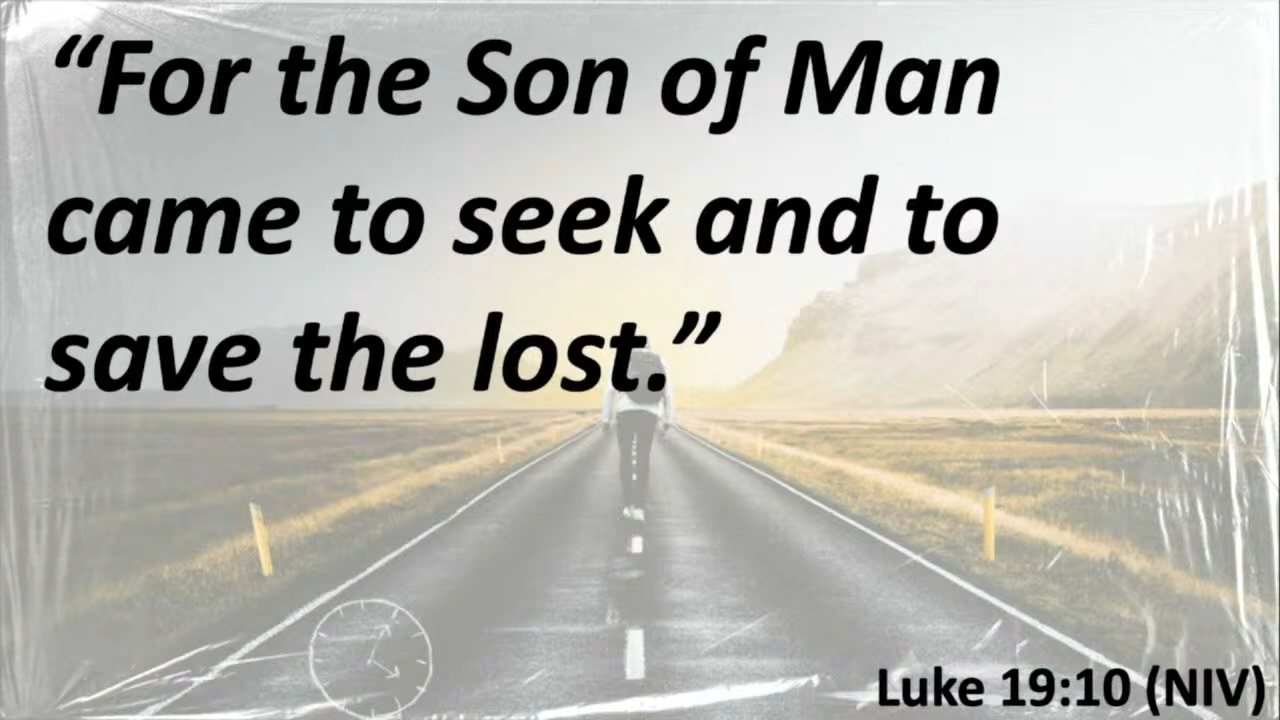 “For the Son of Man
came to seek and to
save the lost.”
Luke 19:10 (NIV)